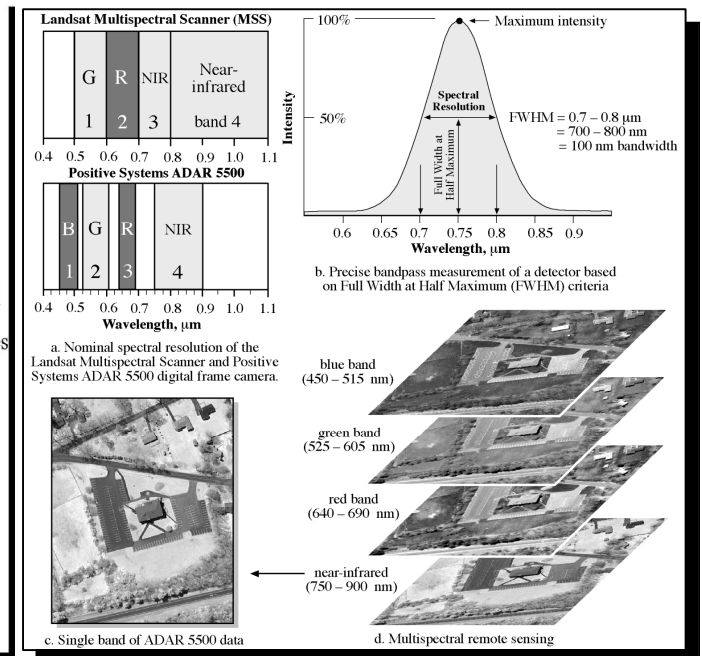 Landsat Multispectral Scanner (MSS)
G
R
NIR
Near-
infrared
1
2
3
band 4
0.4 0.5 0.6 0.7 0.8 0.9 1.0 1.1
Positive Systems ADAR 5500
B
G
R
NIR
1
2
3
4
0.4 0.5 0.6 0.7 0.8 0.9 1.0 1.1
Wavelength, μm
a. Nominal spectral resolution of the
Landsat Multispectral Scanner and Positive
Systems ADAR 5500 digital frame camera.
100%
Maximum intensity
Intensity
50%
Spectral
Resolution
Full Width at
Half Maximum
FWHM = 0.7 – 0.8 μm
= 700 – 800 nm
= 100 nm bandwidth
0.6 0.65 0.7 0.75 0.8 0.85 0.9
Wavelength, μm
b. Precise bandpass measurement of a detector based
on Full Width at Half Maximum (FWHM) criteria
es
c. Single band of ADAR 5500 data
blue band
(450 – 515 nm)
green band
(525 – 605 nm)
red band
(640 – 690 nm)
near-infrared
(750 – 900 nm)
d. Multispectral remote sensing